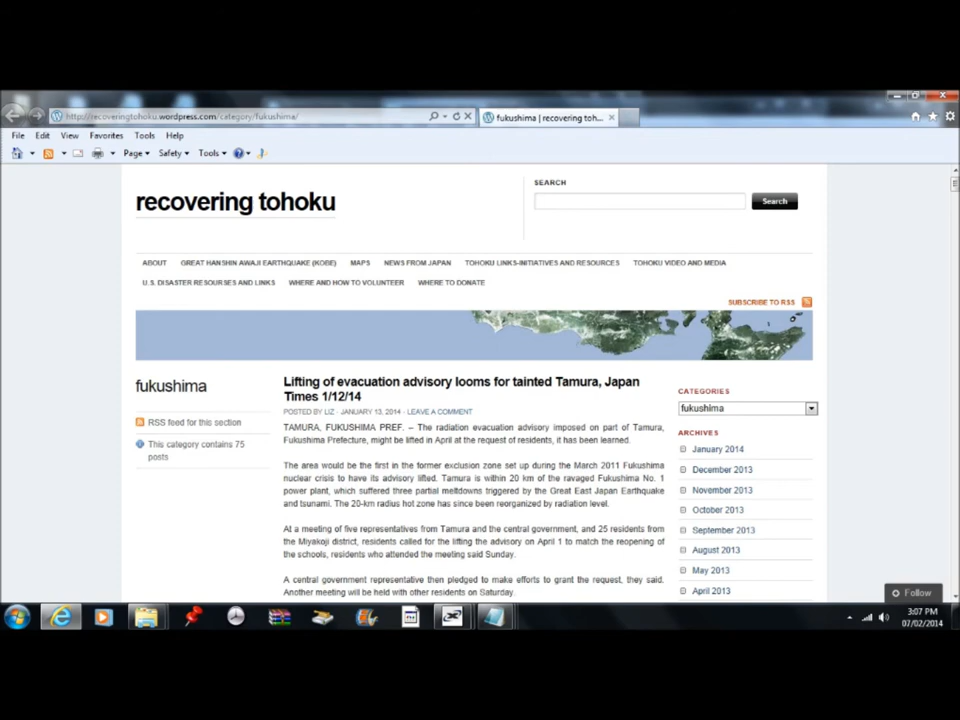 http://recoveringtohoku.wordpress.com/category/fukushima/
fukushima | recovering toh...
File Edit View Favorites Tools Help
Page Safety Tools
recovering tohoku
SEARCH
Search
ABOUT GREAT HANSHIN AWAJI EARTHQUAKE (KOBE) MAPS NEWS FROM JAPAN TOHOKU LINKS-INITIATIVES AND RESOURCES TOHOKU VIDEO AND MEDIA
U.S. DISASTER RESOURSES AND LINKS WHERE AND HOW TO VOLUNTEER WHERE TO DONATE
SUBSCRIBE TO RSS
fukushima
RSS feed for this section
This category contains 75
posts
Lifting of evacuation advisory looms for tainted Tamura, Japan
Times 1/12/14
POSTED BY LIZ · JANUARY 13, 2014 · LEAVE A COMMENT
TAMURA, FUKUSHIMA PREF. – The radiation evacuation advisory imposed on part of Tamura,
Fukushima Prefecture, might be lifted in April at the request of residents, it has been learned.
The area would be the first in the former exclusion zone set up during the March 2011 Fukushima
nuclear crisis to have its advisory lifted. Tamura is within 20 km of the ravaged Fukushima No. 1
power plant, which suffered three partial meltdowns triggered by the Great East Japan Earthquake
and tsunami. The 20-km radius hot zone has since been reorganized by radiation level.
At a meeting of five representatives from Tamura and the central government, and 25 residents from
the Miyakoji district, residents called for the lifting the advisory on April 1 to match the reopening of
the schools, residents who attended the meeting said Sunday.
A central government representative then pledged to make efforts to grant the request, they said.
Another meeting will be held with other residents on Saturday.
CATEGORIES
fukushima
ARCHIVES
January 2014
December 2013
November 2013
October 2013
September 2013
August 2013
May 2013
April 2013
Follow
3:07 PM
07/02/2014